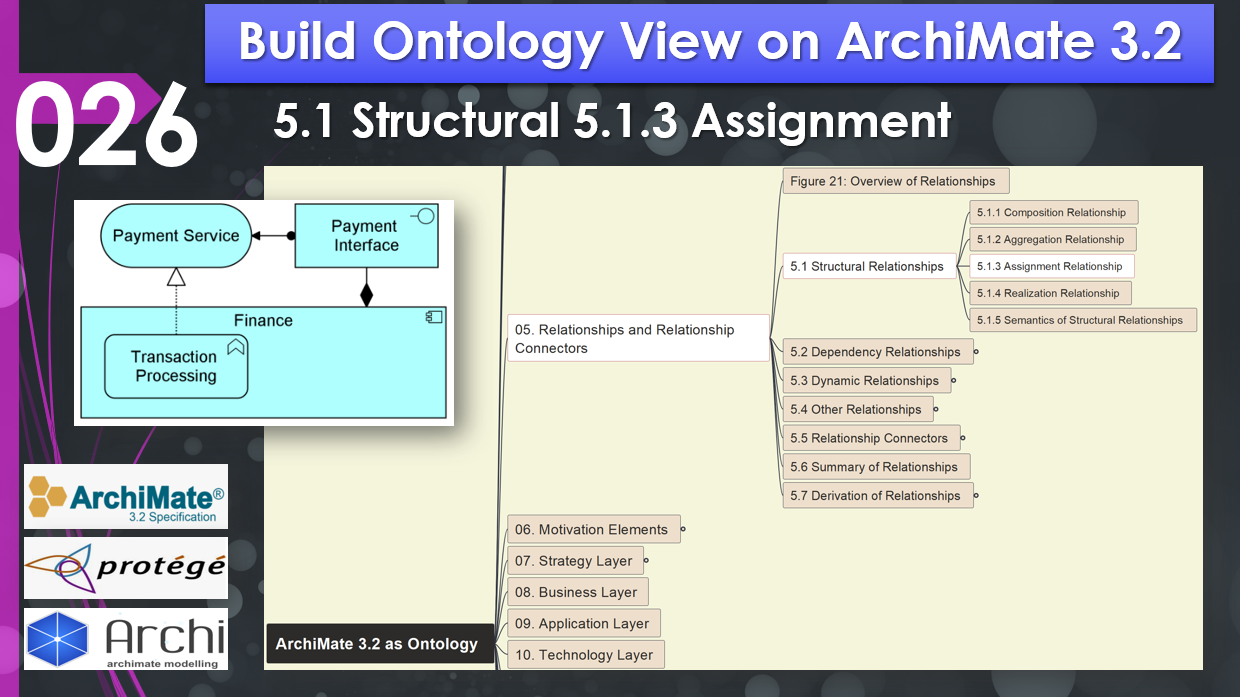 Build Ontology View on ArchiMate 3.2
026
5.1 Structural 5.1.3 Assignment
Payment Service
Payment
Interface
Finance
Transaction
Processing
ArchiMate®
3.2 Specification
protégé
Archi
archimate modelling
ArchiMate 3.2 as Ontology
05. Relationships and Relationship
Connectors
Figure 21: Overview of Relationships
5.1 Structural Relationships
5.1.1 Composition Relationship
5.1.2 Aggregation Relationship
5.1.3 Assignment Relationship
5.1.4 Realization Relationship
5.1.5 Semantics of Structural Relationships
5.2 Dependency Relationships
5.3 Dynamic Relationships
5.4 Other Relationships
5.5 Relationship Connectors
5.6 Summary of Relationships
5.7 Derivation of Relationships
06. Motivation Elements
07. Strategy Layer
08. Business Layer
09. Application Layer
10. Technology Layer